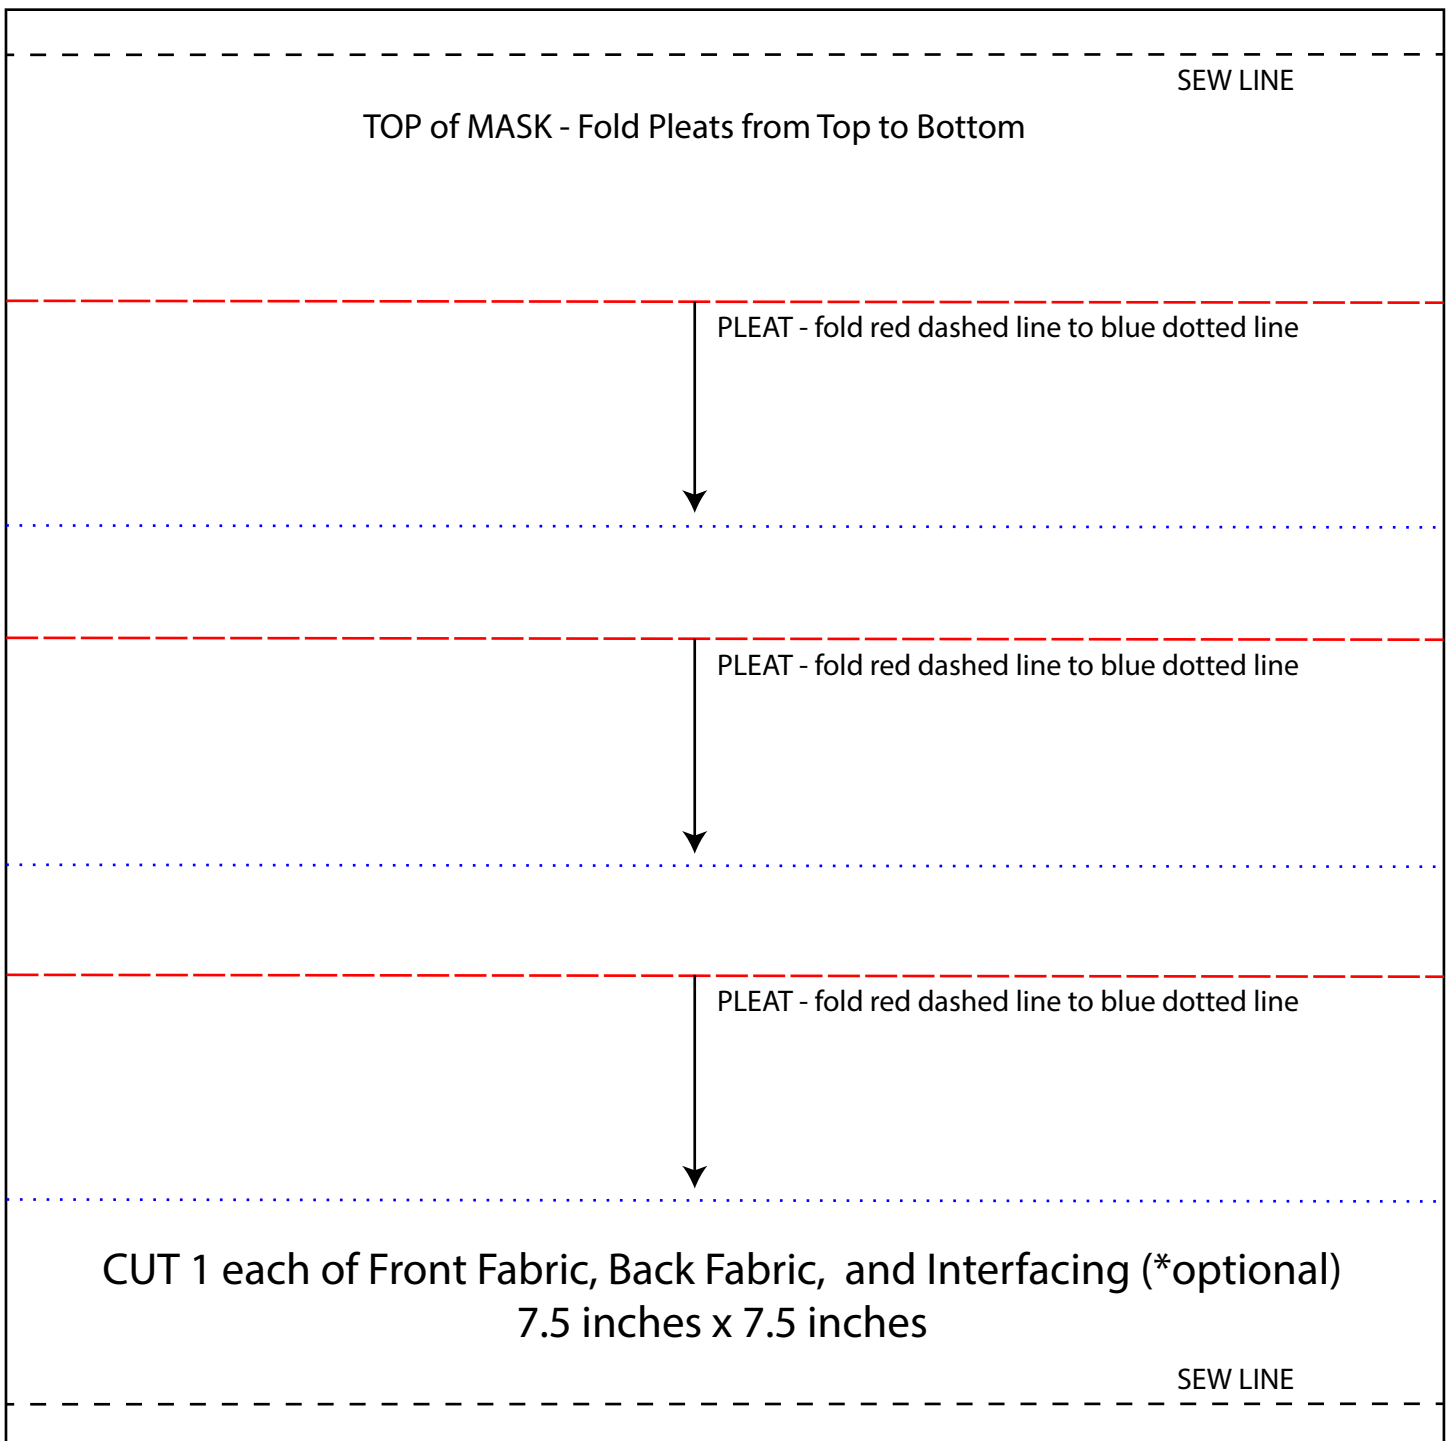 SEW LINE
TOP of MASK - Fold Pleats from Top to Bottom
PLEAT - fold red dashed line to blue dotted line
PLEAT - fold red dashed line to blue dotted line
PLEAT - fold red dashed line to blue dotted line
CUT 1 each of Front Fabric, Back Fabric,  and Interfacing (*optional)
7.5 inches x 7.5 inches
SEW LINE